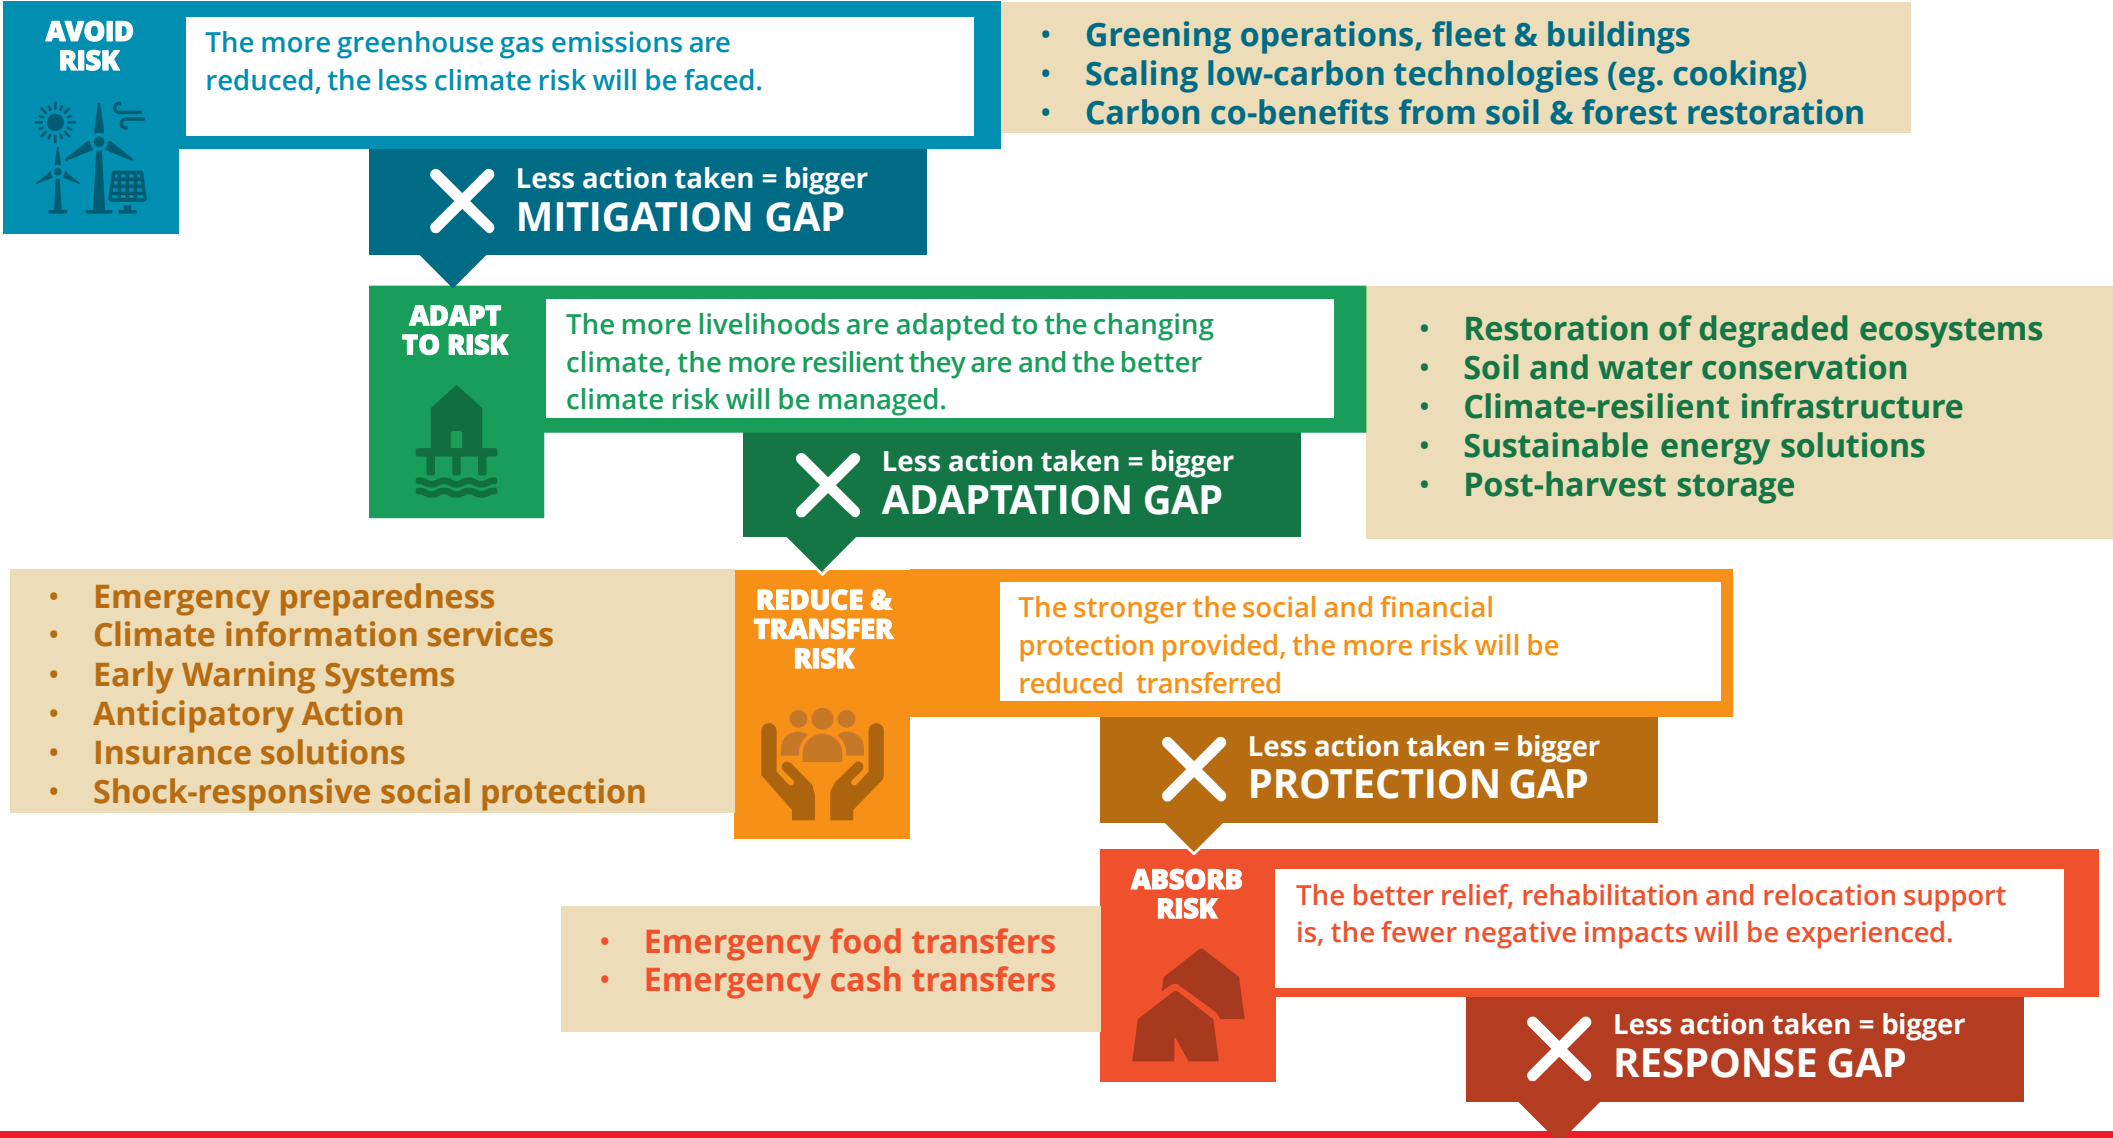 AVOID
RISK
The more greenhouse gas emissions are
reduced, the less climate risk will be faced.
• Greening operations, fleet & buildings
• Scaling low-carbon technologies (eg. cooking)
• Carbon co-benefits from soil & forest restoration
Less action taken = bigger
MITIGATION GAP
ADAPT
TO RISK
The more livelihoods are adapted to the changing
climate, the more resilient they are and the better
climate risk will be managed.
• Restoration of degraded ecosystems
• Soil and water conservation
• Climate-resilient infrastructure
• Sustainable energy solutions
• Post-harvest storage
Less action taken = bigger
ADAPTATION GAP
• Emergency preparedness
• Climate information services
• Early Warning Systems
• Anticipatory Action
• Insurance solutions
• Shock-responsive social protection
REDUCE &
TRANSFER
RISK
The stronger the social and financial
protection provided, the more risk will be
reduced transferred
Less action taken = bigger
PROTECTION GAP
• Emergency food transfers
• Emergency cash transfers
ABSORB
RISK
The better relief, rehabilitation and relocation support
is, the fewer negative impacts will be experienced.
Less action taken = bigger
RESPONSE GAP